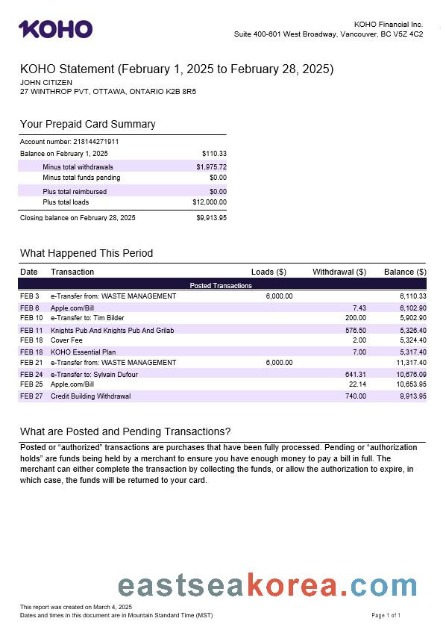 KOHO
KOHO Financial Inc.
Suite 400-601 West Broadway, Vancouver, BC V5Z 4C2
KOHO Statement (February 1, 2025 to February 28, 2025)
JOHN CITIZEN
27 WINTHROP PVT, OTTAWA, ONTARIO K2B 8R6
Your Prepaid Card Summary
Account number: 218144271911
Balance on February 1, 2025 $110.33
Minus total withdrawals $1,975.72
Minus total funds pending $0.00
Plus total reimbursed $0.00
Plus total loads $12,000.00
Closing balance on February 28, 2025 $9,913.95
What Happened This Period
Date Transaction Loads ($) Withdrawal ($) Balance ($)
Posted Transactions
FEB 3 e-Transfer from: WASTE MANAGEMENT 6,000.00 6,110.33
FEB 6 Apple.com/Bill 7.43 6,102.90
FEB 10 e-Transfer to: Tim Bilder 200.00 5,902.90
FEB 11 Knights Pub And Knights Pub And Grilab 576.50 5,326.40
FEB 18 Cover Fee 2.00 5,324.40
FEB 18 KOHO Essential Plan 7.00 5,317.40
FEB 21 e-Transfer from: WASTE MANAGEMENT 6,000.00 11,317.40
FEB 24 e-Transfer to: Sylvain Dufour 641.31 10,676.09
FEB 25 Apple.com/Bill 22.14 10,653.95
FEB 27 Credit Building Withdrawal 740.00 9,913.95
What are Posted and Pending Transactions?
Posted or "authorized" transactions are purchases that have been fully processed. Pending or "authorization
holds" are funds being held by a merchant to ensure you have enough money to pay a bill in full. The
merchant can either complete the transaction by collecting the funds, or allow the authorization to expire, in
which case, the funds will be returned to your card.
eastseakorea.com
This report was created on March 4, 2025
Dates and times in this document are in Mountain Standard Time (MST)
Page 1 of 1